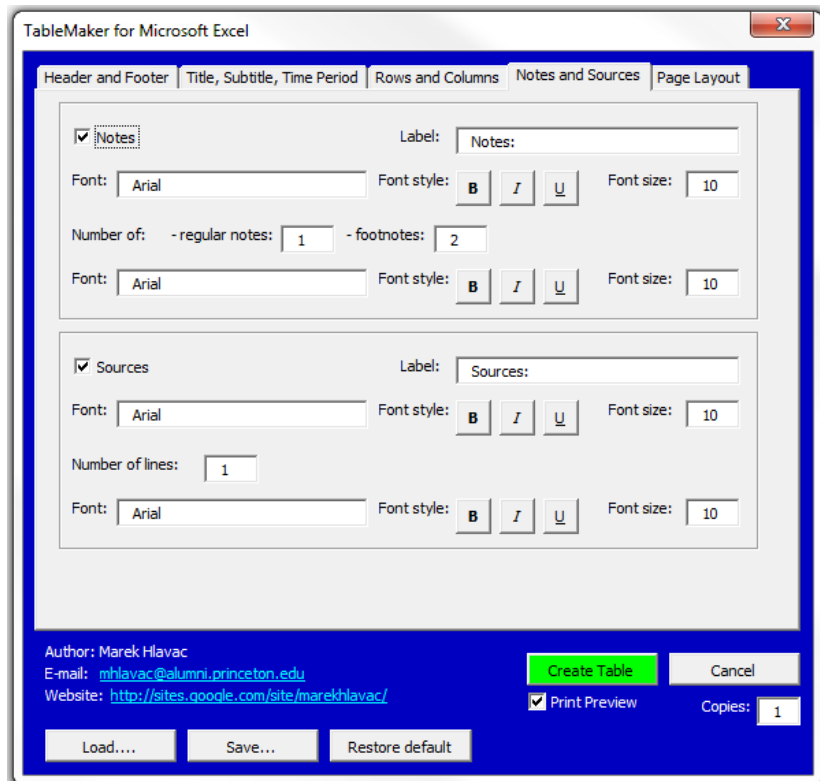 TableMaker for Microsoft Excel
x
Header and Footer Title, Subtitle, Time Period Rows and Columns Notes and Sources Page Layout
Notes Label: Notes:
Font: Arial Font style: B I U Font size: 10
Number of: - regular notes: 1 - footnotes: 2
Font: Arial Font style: B I U Font size: 10
Sources Label: Sources:
Font: Arial Font style: B I U Font size: 10
Number of lines: 1
Font: Arial Font style: B I U Font size: 10
Author: Marek Hlavac
E-mail: mhlavac@alumni.princeton.edu
Website: http://sites.google.com/site/marekhlavac/
Create Table Cancel
Print Preview Copies: 1
Load.... Save... Restore default